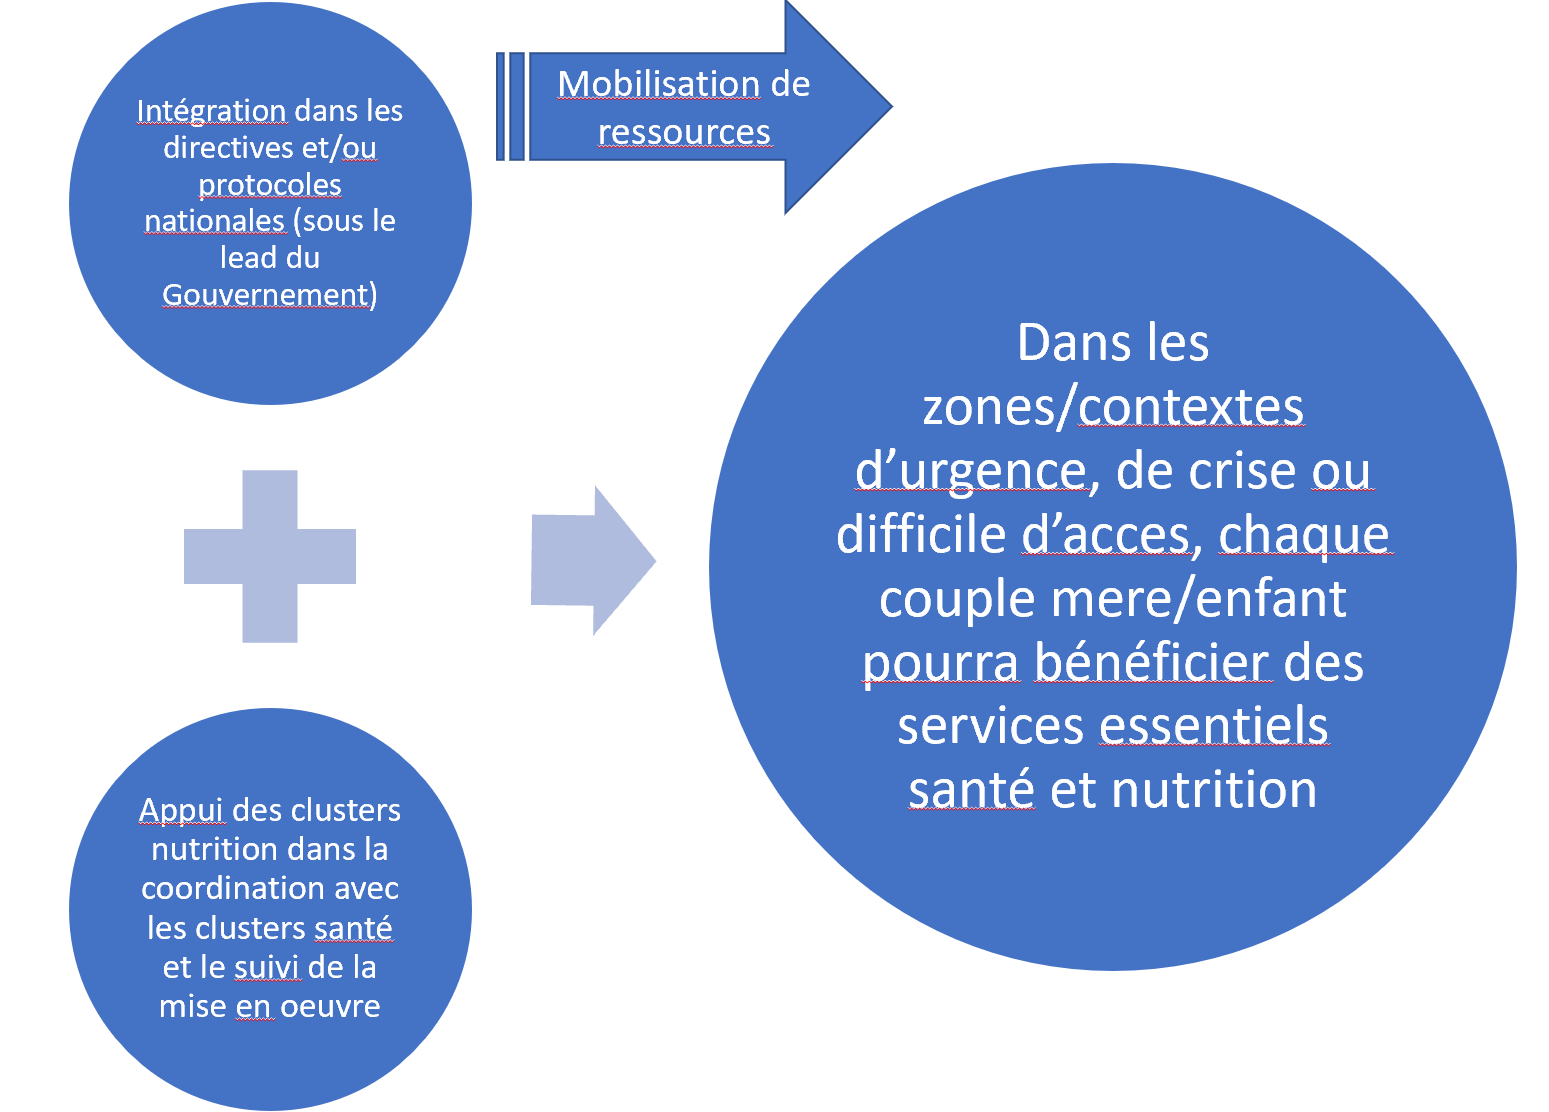 Intégration dans les
directives et/ou
protocoles
nationales (sous le
lead du
Gouvernement)
Mobilisation de
ressources
Appui des clusters
nutrition dans la
coordination avec
les clusters santé
et le suivi de la
mise en oeuvre
Dans les
zones/contextes
d’urgence, de crise ou
difficile d’acces, chaque
couple mere/enfant
pourra bénéficier des
services essentiels
santé et nutrition